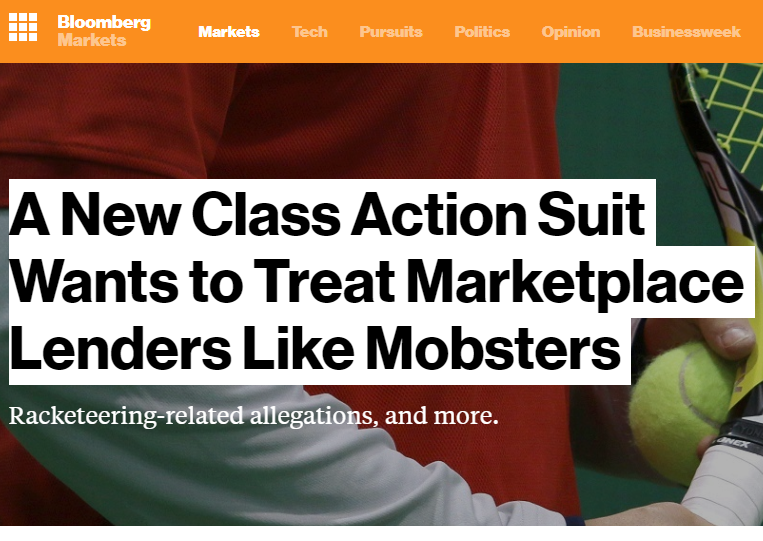 Bloomberg
Markets
Markets Tech Pursuits Politics Opinion Businessweek
A New Class Action Suit
Wants to Treat Marketplace
Lenders Like Mobsters
Racketeering-related allegations, and more.